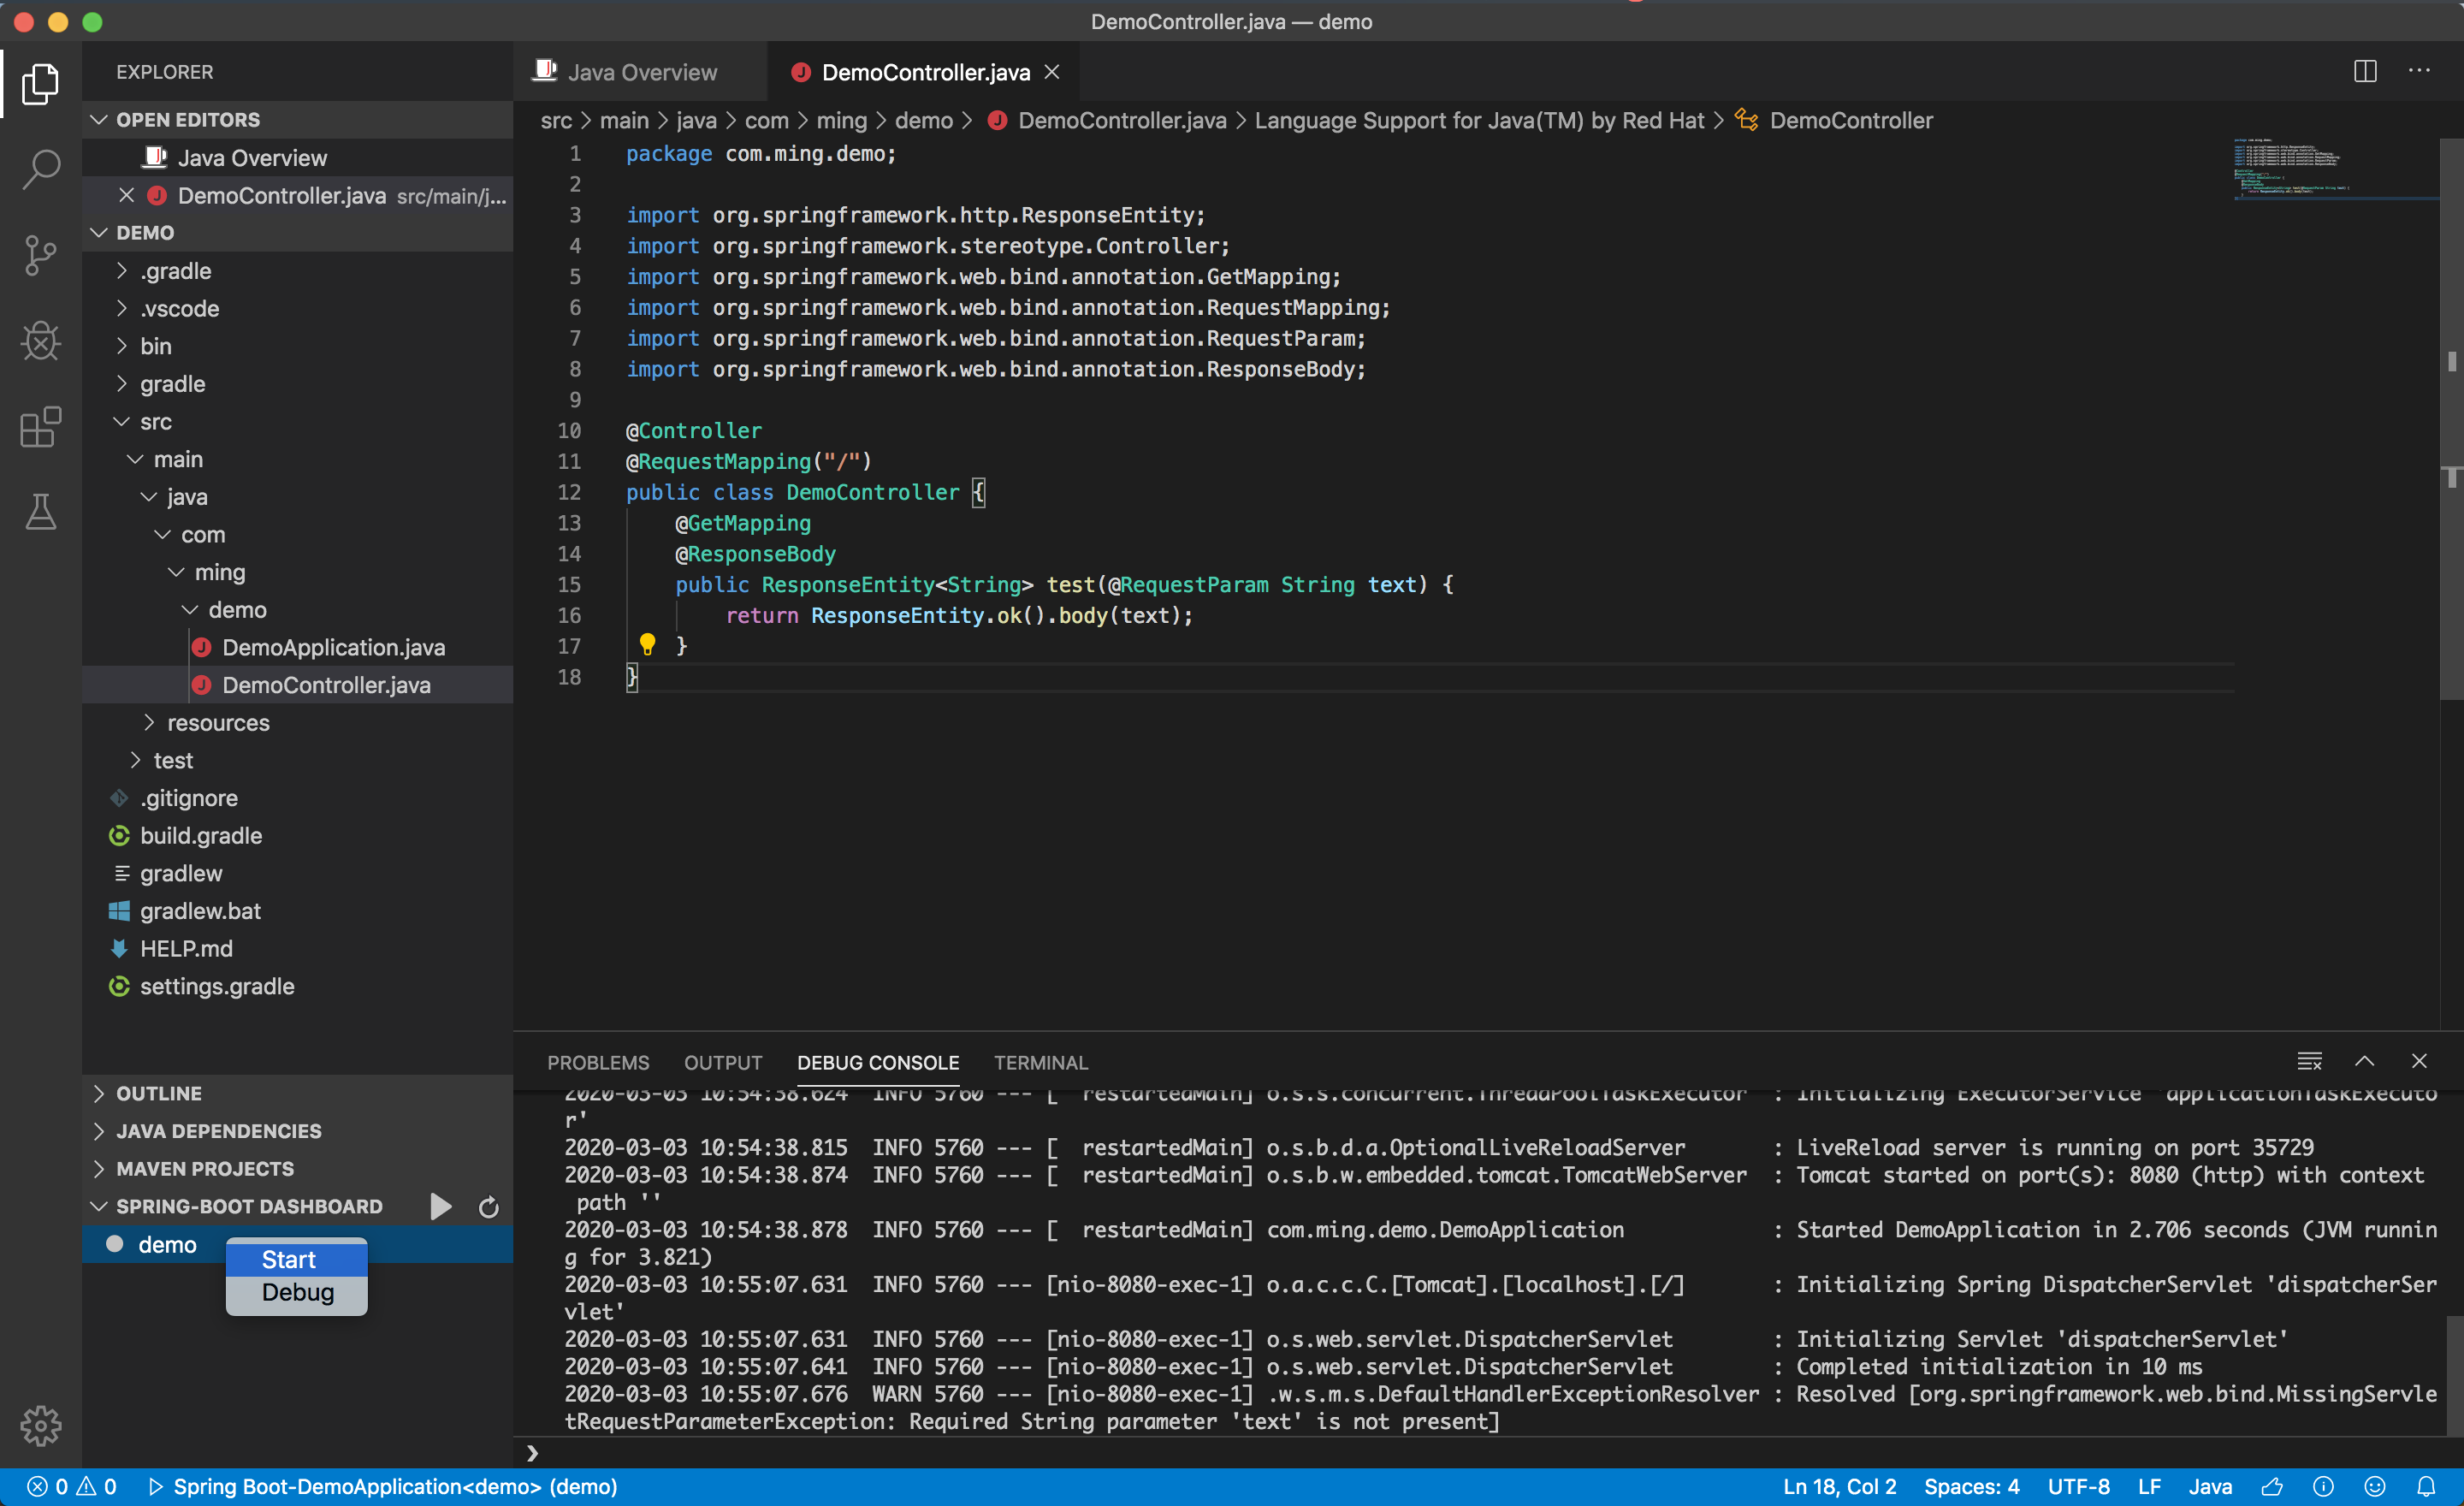 DemoController.java — demo
EXPLORER
OPEN EDITORS
Java Overview
DemoController.java src/main/j...
DEMO
.gradle
.vscode
bin
gradle
src
main
java
com
ming
demo
DemoApplication.java
DemoController.java
resources
test
.gitignore
build.gradle
gradlew
gradlew.bat
HELP.md
settings.gradle
OUTLINE
JAVA DEPENDENCIES
MAVEN PROJECTS
SPRING-BOOT DASHBOARD
demo
Start
Debug
Java Overview
DemoController.java
src > main > java > com > ming > demo > DemoController.java > Language Support for Java(TM) by Red Hat > DemoController
1 package com.ming.demo;
2
3 import org.springframework.http.ResponseEntity;
4 import org.springframework.stereotype.Controller;
5 import org.springframework.web.bind.annotation.GetMapping;
6 import org.springframework.web.bind.annotation.RequestMapping;
7 import org.springframework.web.bind.annotation.RequestParam;
8 import org.springframework.web.bind.annotation.ResponseBody;
9
10 @Controller
11 @RequestMapping("/")
12 public class DemoController {
13     @GetMapping
14     @ResponseBody
15     public ResponseEntity<String> test(@RequestParam String text) {
16         return ResponseEntity.ok().body(text);
17     }
18 }
PROBLEMS OUTPUT DEBUG CONSOLE TERMINAL
2020-03-03 10:54:38.624  INFO 5760 --- [  restartedMain] o.s.s.concurrent.ThreadPoolTaskExecutor  : Initializing ExecutorService 'applicationTaskExecuto
r'
2020-03-03 10:54:38.815  INFO 5760 --- [  restartedMain] o.s.b.d.a.OptionalLiveReloadServer       : LiveReload server is running on port 35729
2020-03-03 10:54:38.874  INFO 5760 --- [  restartedMain] o.s.b.w.embedded.tomcat.TomcatWebServer  : Tomcat started on port(s): 8080 (http) with context
path ''
2020-03-03 10:54:38.878  INFO 5760 --- [  restartedMain] com.ming.demo.DemoApplication            : Started DemoApplication in 2.706 seconds (JVM runnin
g for 3.821)
2020-03-03 10:55:07.631  INFO 5760 --- [nio-8080-exec-1] o.a.c.c.C.[Tomcat].[localhost].[/]       : Initializing Spring DispatcherServlet 'dispatcherSer
vlet'
2020-03-03 10:55:07.631  INFO 5760 --- [nio-8080-exec-1] o.s.web.servlet.DispatcherServlet        : Initializing Servlet 'dispatcherServlet'
2020-03-03 10:55:07.641  INFO 5760 --- [nio-8080-exec-1] o.s.web.servlet.DispatcherServlet        : Completed initialization in 10 ms
2020-03-03 10:55:07.676  WARN 5760 --- [nio-8080-exec-1] .w.s.m.s.DefaultHandlerExceptionResolver : Resolved [org.springframework.web.bind.MissingServle
tRequestParameterException: Required String parameter 'text' is not present]
0 0 Spring Boot-DemoApplication<demo> (demo)
Ln 18, Col 2 Spaces: 4 UTF-8 LF Java